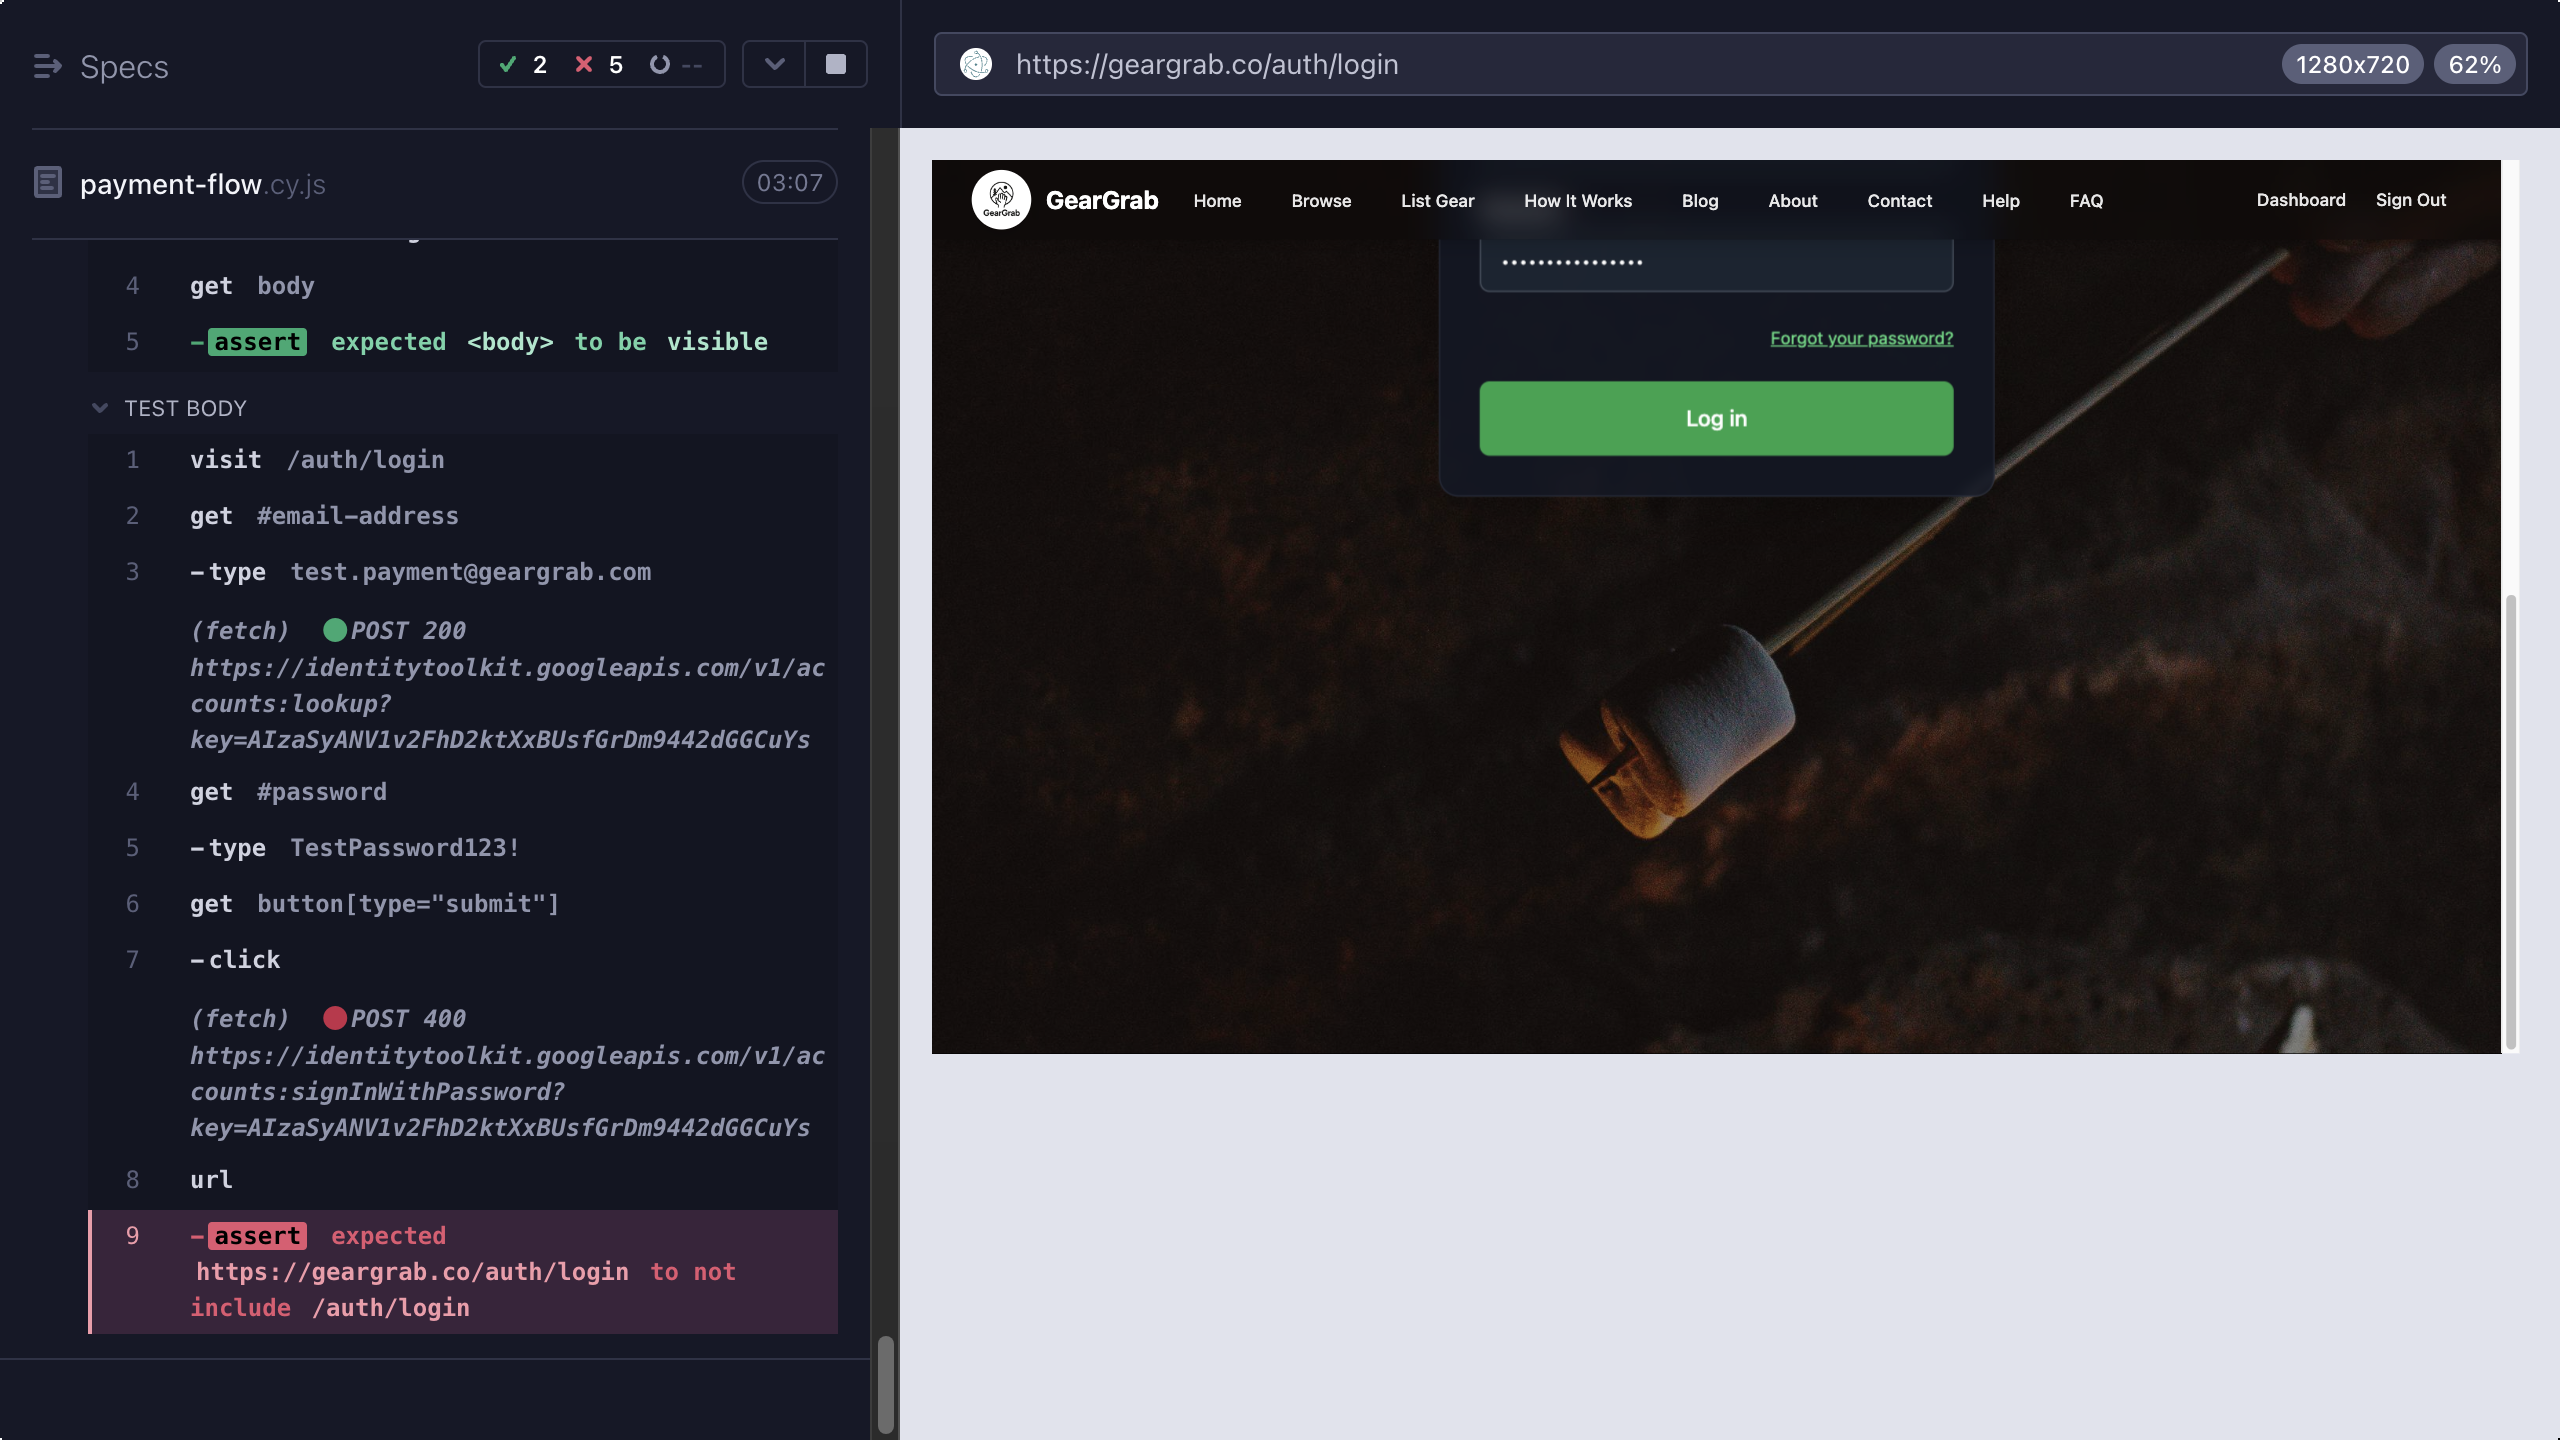 Specs
2
5
--
payment-flow.cy.js
03:07
4 get body
5 -assert expected <body> to be visible
TEST BODY
1 visit /auth/login
2 get #email-address
3 -type test.payment@geargrab.com
(fetch) POST 200
https://identitytoolkit.googleapis.com/v1/ac
counts:lookup?
key=AIzaSyANV1v2FhD2ktXxBUsfGrDm9442dGGCuYs
4 get #password
5 -type TestPassword123!
6 get button[type="submit"]
7 -click
(fetch) POST 400
https://identitytoolkit.googleapis.com/v1/ac
counts:signInWithPassword?
key=AIzaSyANV1v2FhD2ktXxBUsfGrDm9442dGGCuYs
8 url
9 -assert expected
https://geargrab.co/auth/login to not
include /auth/login
https://geargrab.co/auth/login
1280x720
62%
GearGrab
GearGrab Home Browse List Gear How It Works Blog About Contact Help FAQ Dashboard Sign Out
Forgot your password?
Log in